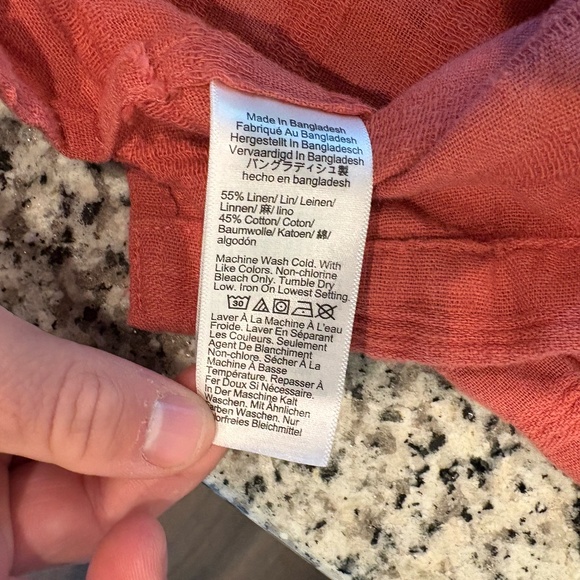 Made In Bangladesh
Fabriqué Au Bangladesh
Hergestellt In Bangladesch
Vervaardigd In Bangladesh
バングラディシュ製
hecho en bangladesh
55% Linen/ Lin/ Leinen/
Linnen/ 麻/ lino
45% Cotton/ Coton/
Baumwolle/ Katoen/ 綿/
algodón
Machine Wash Cold. With
Like Colors. Non-chlorine
Bleach Only. Tumble Dry
Low. Iron On Lowest Setting.
30
Laver À La Machine À L'eau
Froide. Laver En Séparant
Les Couleurs. Seulement
Agent De Blanchiment
Non-chlore. Sécher À La
Machine À Basse
Température. Repasser À
Fer Doux Si Nécessaire.
In Der Maschine Kalt
Waschen. Mit Ähnlichen
arben Waschen. Nur
lorfreies Bleichmittel